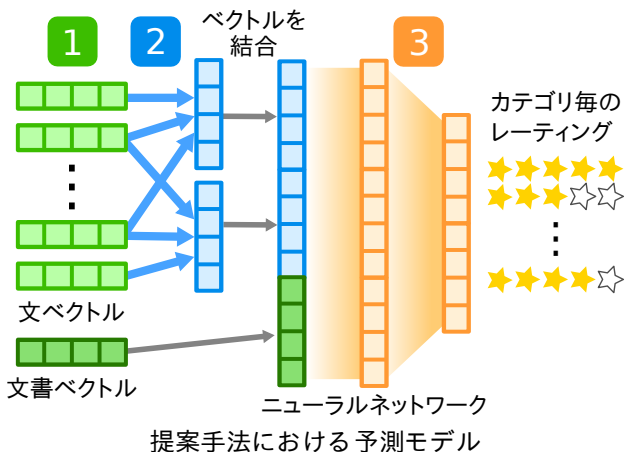 1
2
ベクトルを
結合
3
カテゴリ毎の
レーティング
文ベクトル
文書ベクトル
ニューラルネットワーク
提案手法における予測モデル